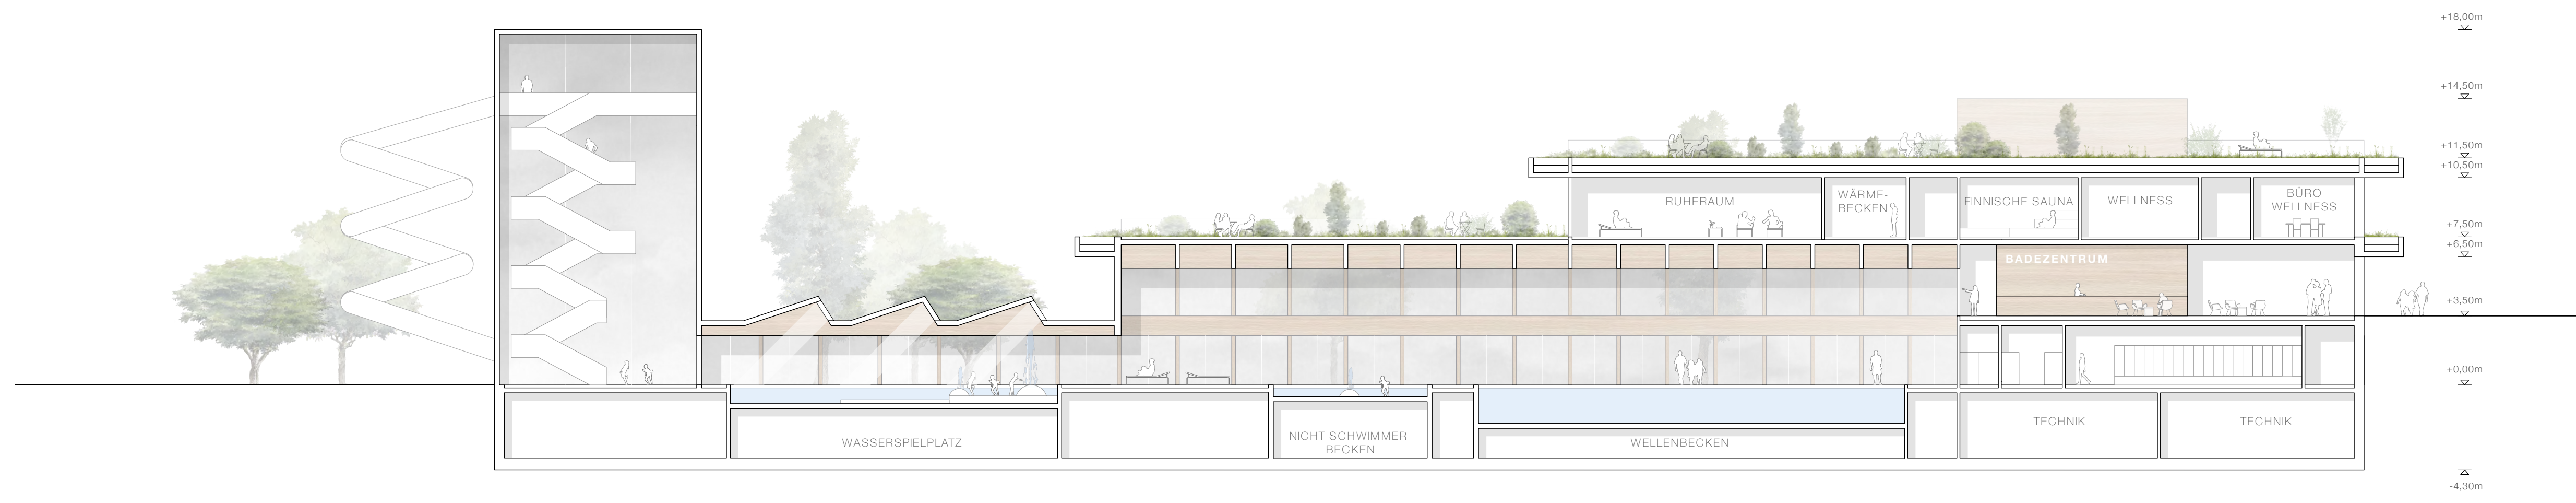 +18,00m
+14,50m
+11,50m
+10,50m
RUHERAUM
WÄRME-
BECKEN
FINNISCHE SAUNA
WELLNESS
BÜRO
WELLNESS
+7,50m
+6,50m
BADEZENTRUM
+3,50m
+0,00m
WASSERSPIELPLATZ
NICHT-SCHWIMMER-
BECKEN
WELLENBECKEN
TECHNIK
TECHNIK
-4,30m